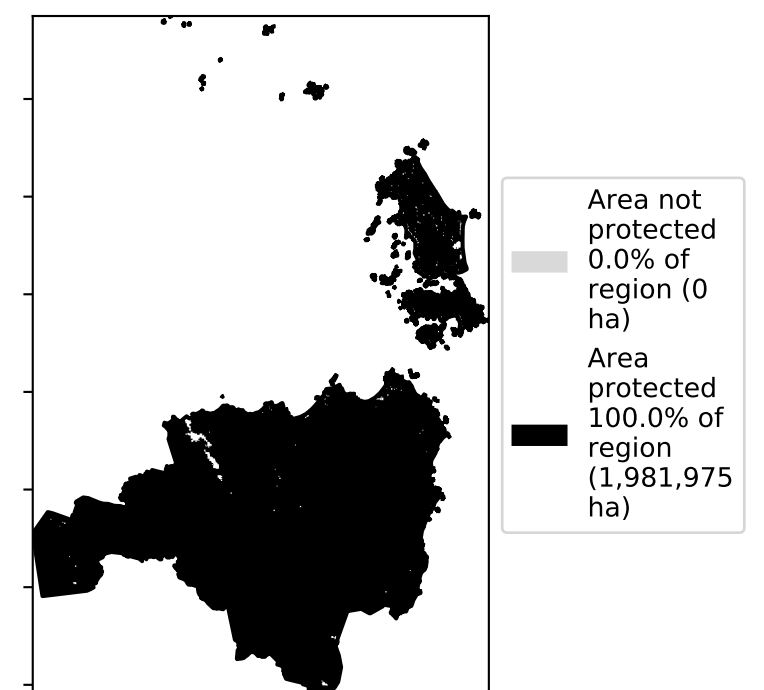 Area not
protected
0.0% of
region (0
ha)
Area
protected
100.0% of
region
(1,981,975
ha)